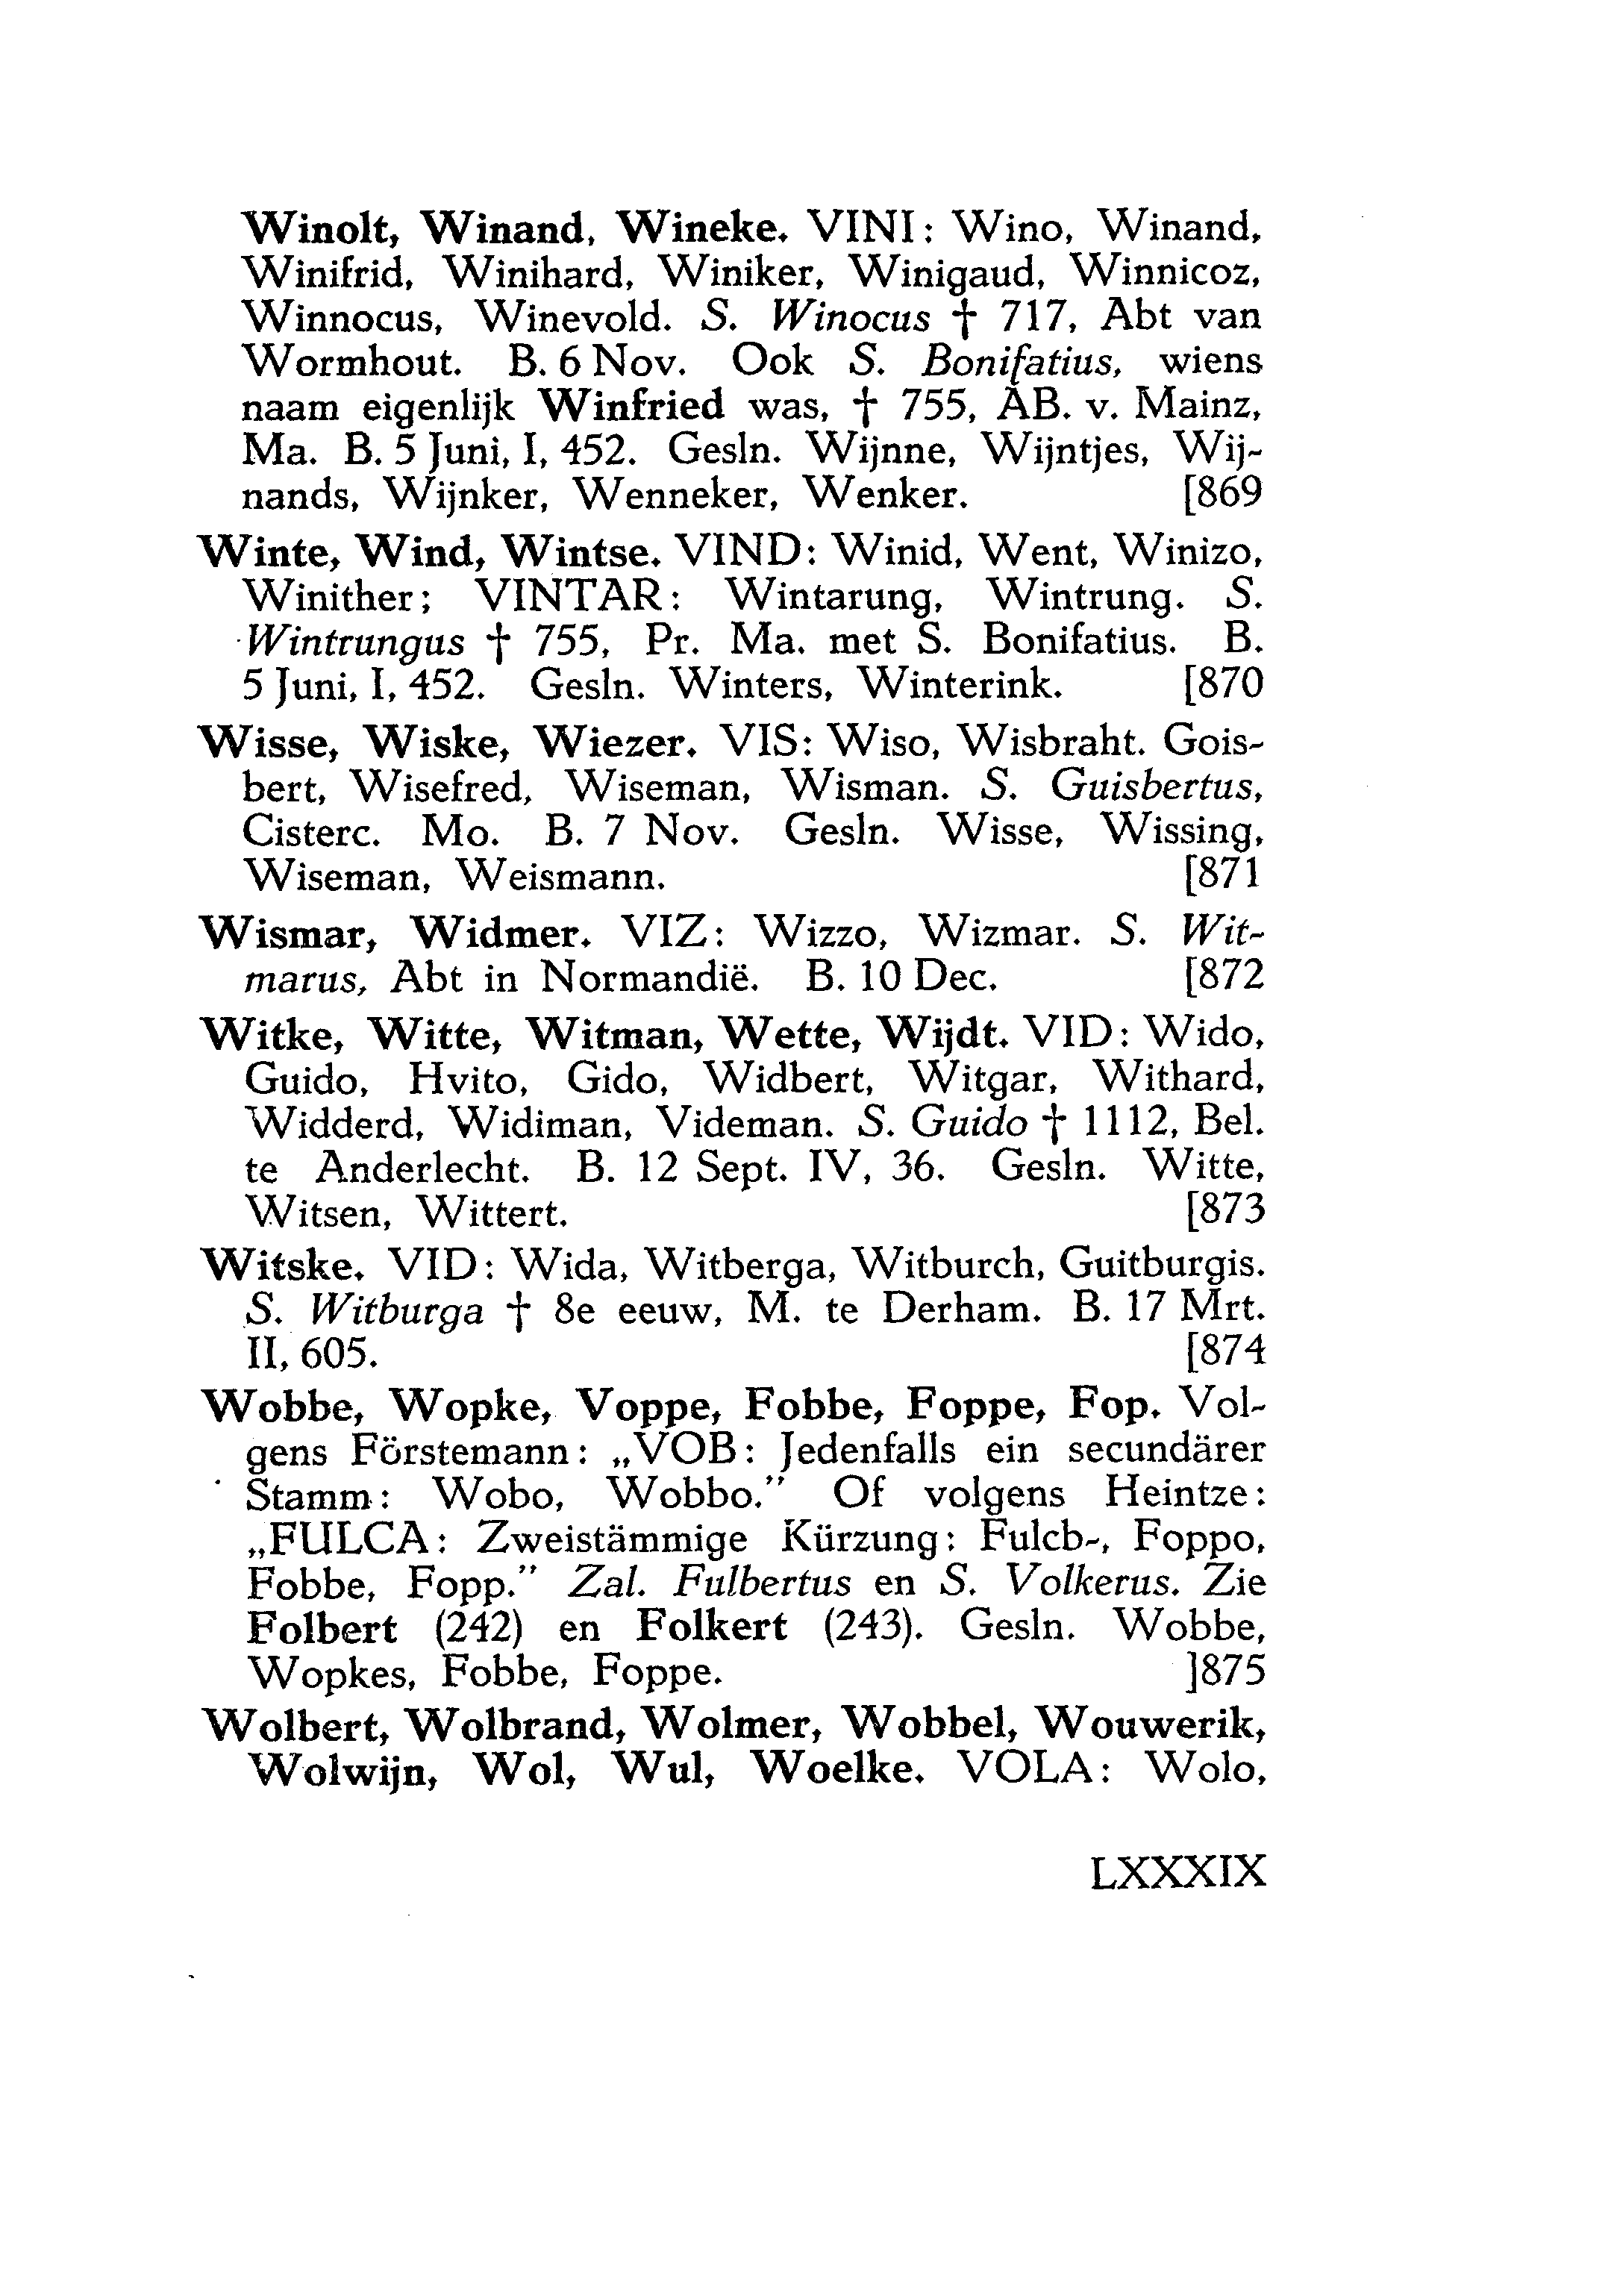 Winolt, Winand, Wineke. VINI: Wino, Winand,
Winifrid, Winihard, Winiker, Winigaud, Winnicoz,
Winnocus, Winevold. S. Winocus † 717, Abt van
Wormhout. B. 6 Nov. Ook S. Bonifatius, wiens
naam eigenlijk Winfried was, † 755, AB. v. Mainz,
Ma. B. 5 Juni, I, 452. Gesln. Wijnne, Wijntjes, Wij-
nands, Wijnker, Wenneker, Wenker. [869
Winte, Wind, Wintse. VIND: Winid, Went, Winizo,
Winither; VINTAR: Wintarung, Wintrung. S.
Wintrungus † 755, Pr. Ma. met S. Bonifatius. B.
5 Juni, I, 452. Gesln. Winters, Winterink. [870
Wisse, Wiske, Wiezer. VIS: Wiso, Wisbraht. Gois-
bert, Wisefred, Wiseman, Wisman. S. Guisbertus,
Cisterc. Mo. B. 7 Nov. Gesln. Wisse, Wissing,
Wiseman, Weismann. [871
Wismar, Widmer. VIZ: Wizzo, Wizmar. S. Wit-
marus, Abt in Normandië. B. 10 Dec. [872
Witke, Witte, Witman, Wette, Wijdt. VID: Wido,
Guido, Hvito, Gido, Widbert, Witgar, Withard,
Widderd, Widiman, Videman. S. Guido † 1112, Bel.
te Anderlecht. B. 12 Sept. IV, 36. Gesln. Witte,
Witsen, Wittert. [873
Witske. VID: Wida, Witberga, Witburch, Guitburgis.
S. Witburga † 8e eeuw, M. te Derham. B. 17 Mrt.
II, 605. [874
Wobbe, Wopke, Voppe, Fobbe, Foppe, Fop. Vol-
gens Förstemann: „VOB: Jedenfalls ein secundärer
Stamm: Wobo, Wobbo.” Of volgens Heintze:
„FULCA: Zweistämmige Kürzung: Fulcb-, Foppo,
Fobbe, Fopp.” Zal. Fulbertus en S. Volkerus. Zie
Folbert (242) en Folkert (243). Gesln. Wobbe,
Wopkes, Fobbe, Foppe. ]875
Wolbert, Wolbrand, Wolmer, Wobbel, Wouwerik,
Wolwijn, Wol, Wul, Woelke. VOLA: Wolo,
LXXXIX